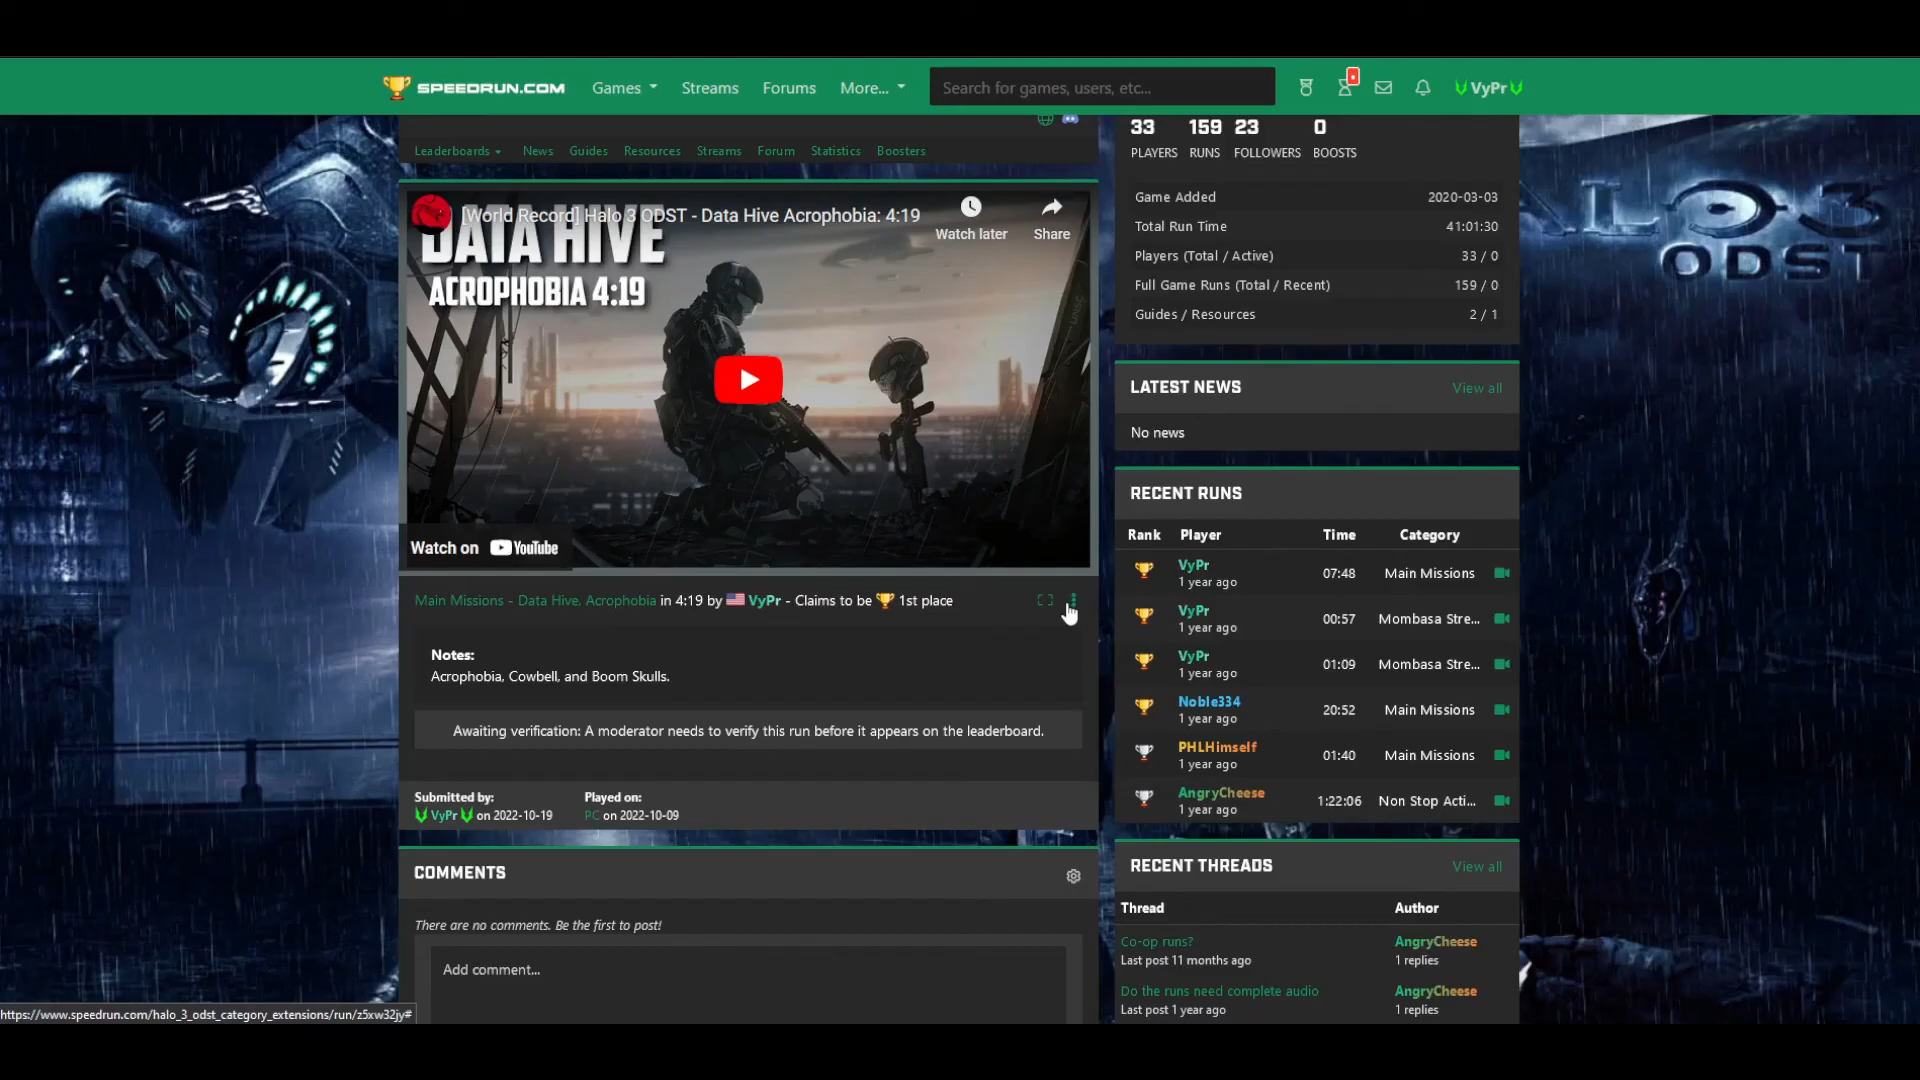 SPEEDRUN.COM Games Streams Forums More... Search for games, users, etc... VyPr
Leaderboards News Guides Resources Streams Forum Statistics Boosters
[World Record] Halo 3 ODST - Data Hive Acrophobia: 4:19
Watch later Share
DATA HIVE
ACROPHOBIA 4:19
UNSC
Watch on YouTube
Main Missions - Data Hive, Acrophobia in 4:19 by VyPr - Claims to be 1st place
Notes:
Acrophobia, Cowbell, and Boom Skulls.
Awaiting verification: A moderator needs to verify this run before it appears on the leaderboard.
Submitted by: Played on:
VyPr on 2022-10-19 PC on 2022-10-09
COMMENTS
There are no comments. Be the first to post!
Add comment...
33 159 23 0
PLAYERS RUNS FOLLOWERS BOOSTS
Game Added 2020-03-03
Total Run Time 41:01:30
Players (Total / Active) 33 / 0
Full Game Runs (Total / Recent) 159 / 0
Guides / Resources 2 / 1
LATEST NEWS View all
No news
RECENT RUNS
Rank Player Time Category
VyPr 07:48 Main Missions
1 year ago
VyPr 00:57 Mombasa Stre...
1 year ago
VyPr 01:09 Mombasa Stre...
1 year ago
Noble334 20:52 Main Missions
1 year ago
PHLHimself 01:40 Main Missions
1 year ago
AngryCheese 1:22:06 Non Stop Acti...
1 year ago
RECENT THREADS View all
Thread Author
Co-op runs? AngryCheese
Last post 11 months ago 1 replies
Do the runs need complete audio AngryCheese
Last post 1 year ago 1 replies
HALO 3
ODST
https://www.speedrun.com/halo_3_odst_category_extensions/run/z5xw32jy#